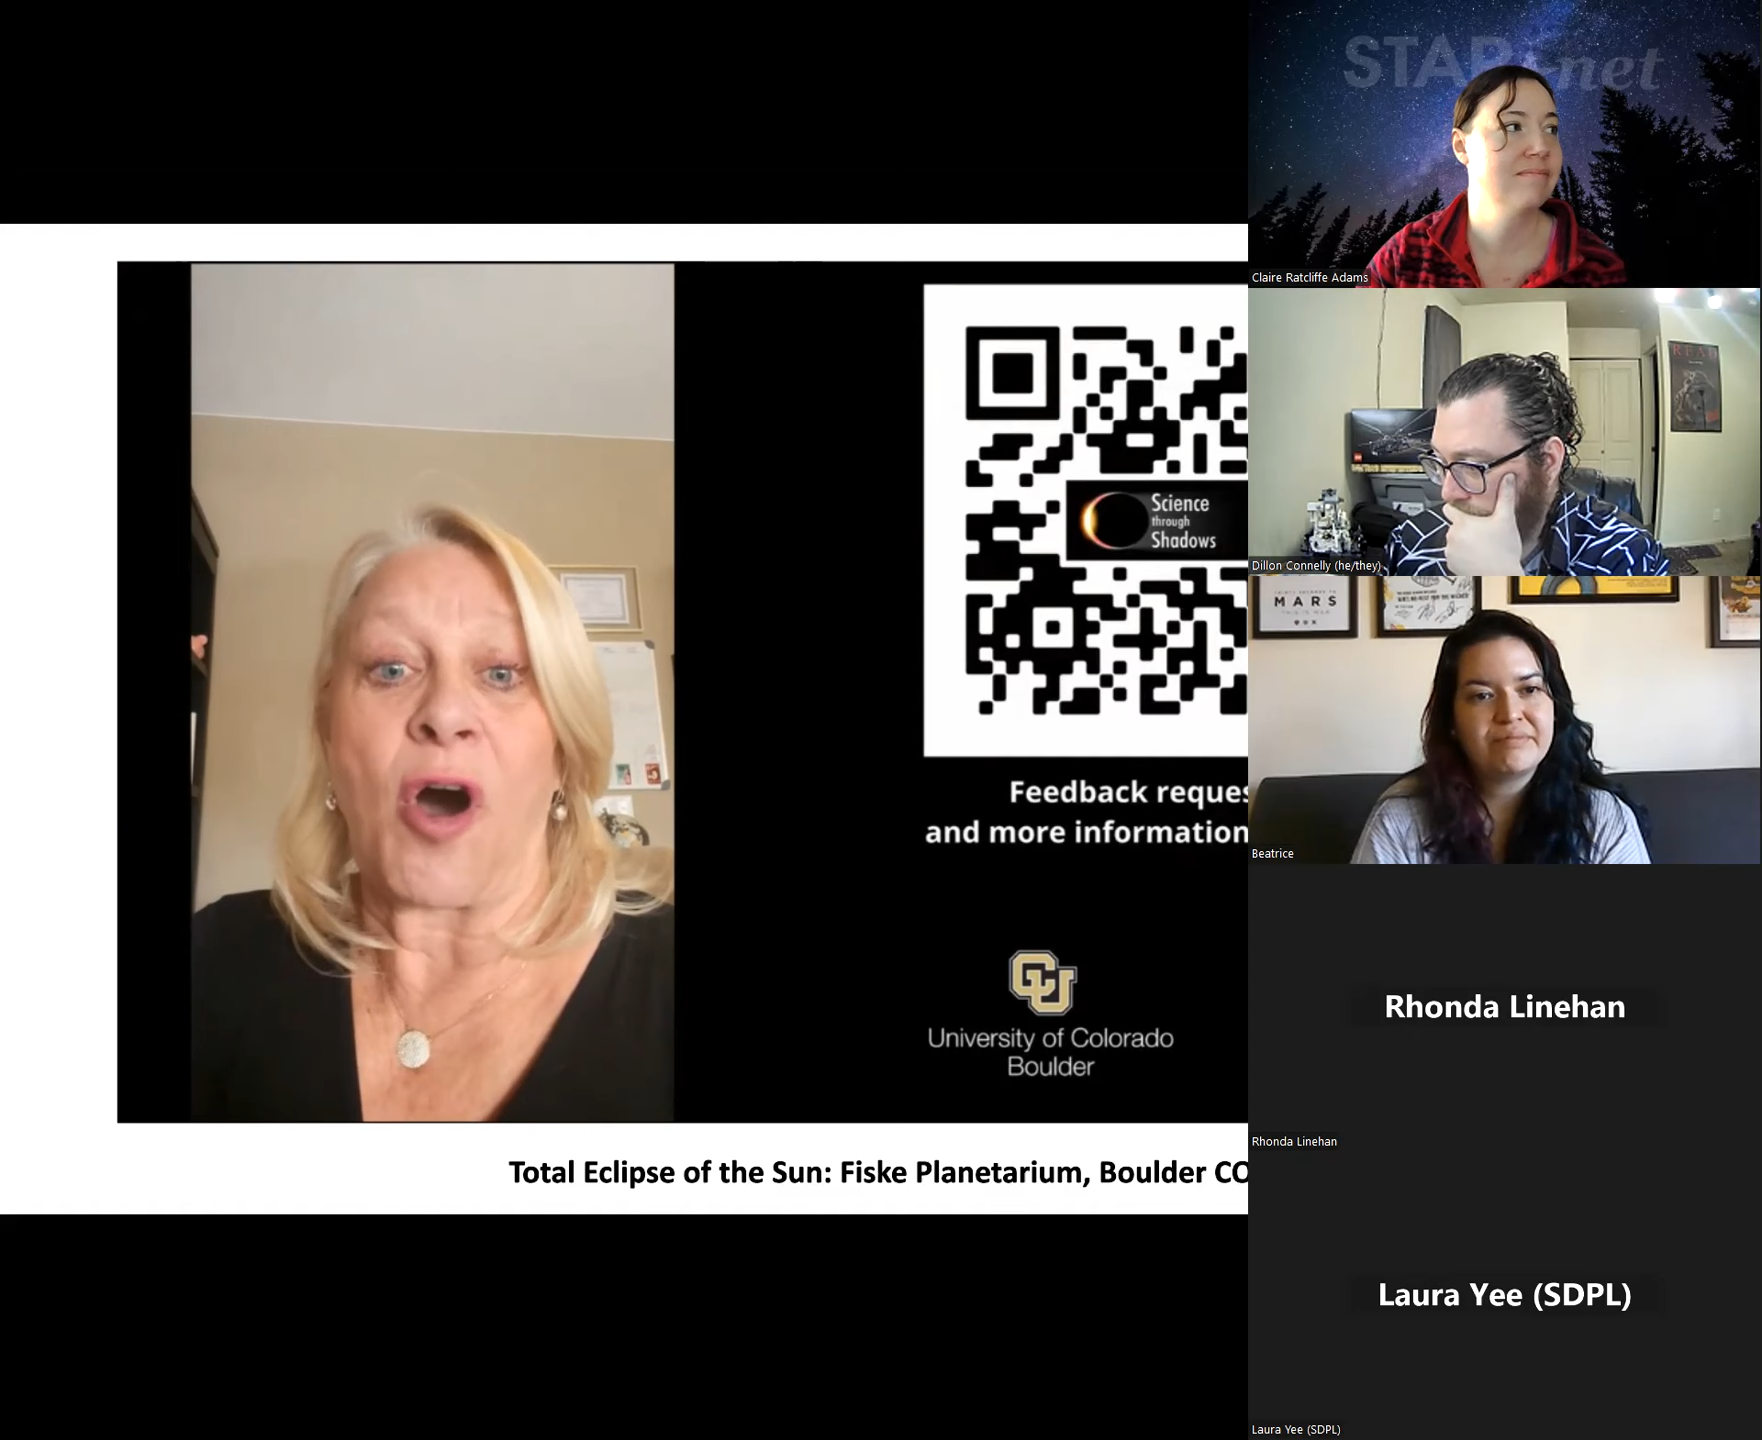 Science
through
Shadows
Feedback reques
and more information
CU
University of Colorado
Boulder
Total Eclipse of the Sun: Fiske Planetarium, Boulder CO
STAR net
Claire Ratcliffe Adams
READ
Dillon Connelly (he/they)
MARS
Beatrice
Rhonda Linehan
Rhonda Linehan
Laura Yee (SDPL)
Laura Yee (SDPL)